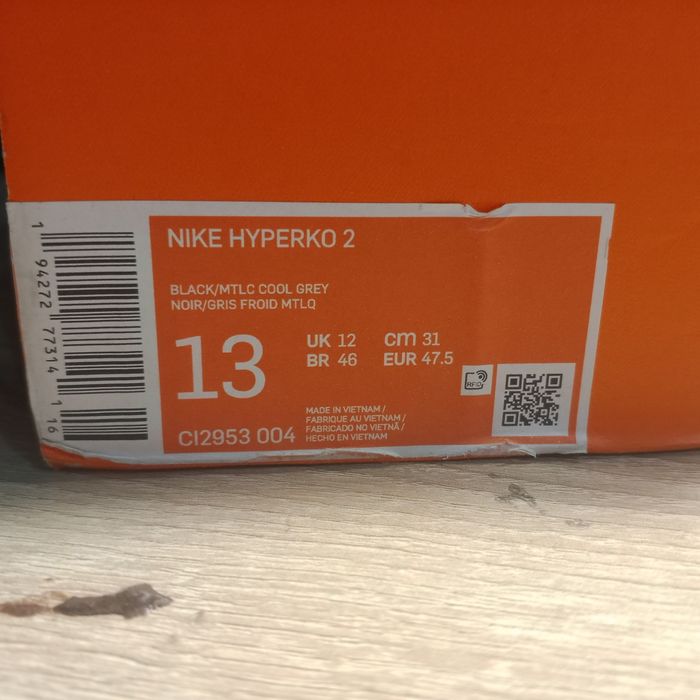 NIKE HYPERKO 2
BLACK/MTLC COOL GREY
NOIR/GRIS FROID MTLQ
13
UK 12 cm 31
BR 46 EUR 47.5
RFID
MADE IN VIETNAM /
FABRIQUE AU VIETNAM /
FABRICADO NO VIETNÃ /
HECHO EN VIETNAM
CI2953 004
1 94272 77314 1 16